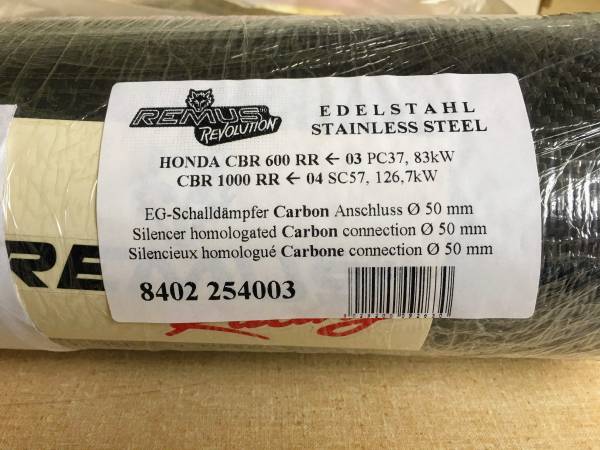 REMUS
REVOLUTION
EDELSTAHL
STAINLESS STEEL
HONDA CBR 600 RR ← 03 PC37, 83kW
CBR 1000 RR ← 04 SC57, 126,7kW
EG-Schalldämpfer Carbon Anschluss Ø 50 mm
Silencer homologated Carbon connection Ø 50 mm
Silencieux homologué Carbone connection Ø 50 mm
8402 254003
RE
Racing